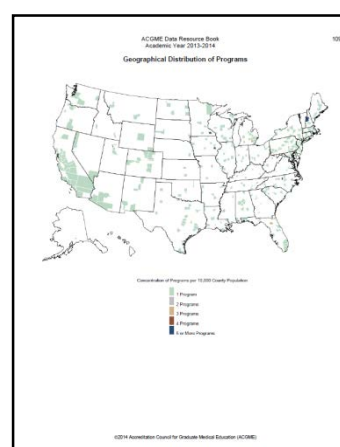 ACGME Data Resource Book
Academic Year 2013-2014
109
Geographical Distribution of Programs
Concentration of Programs per 10,000 County Population
1 Program
2 Programs
3 Programs
4 Programs
5 or More Programs
©2014 Accreditation Council for Graduate Medical Education (ACGME)